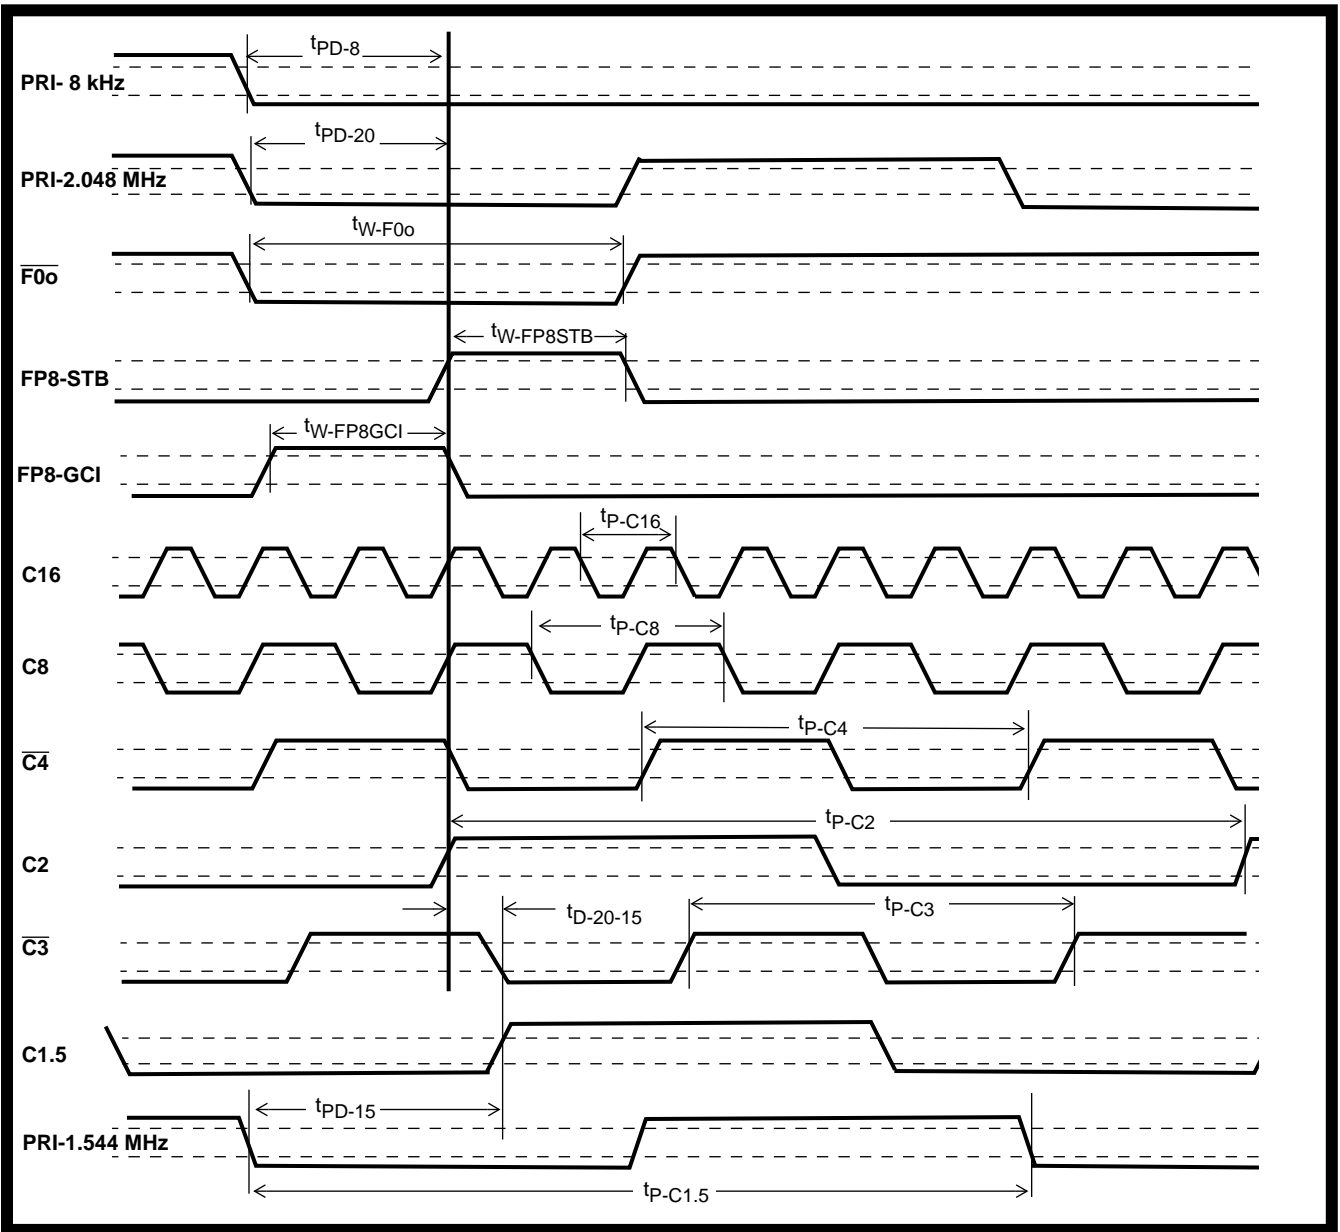 tPD-8
PRI- 8 kHz
tPD-20
PRI-2.048 MHz
tW-F0o
F0o
tW-FP8STB
FP8-STB
tW-FP8GCI
FP8-GCI
tP-C16
C16
tP-C8
C8
tP-C4
C4
tP-C2
C2
tD-20-15
tP-C3
C3
C1.5
tPD-15
PRI-1.544 MHz
tP-C1.5